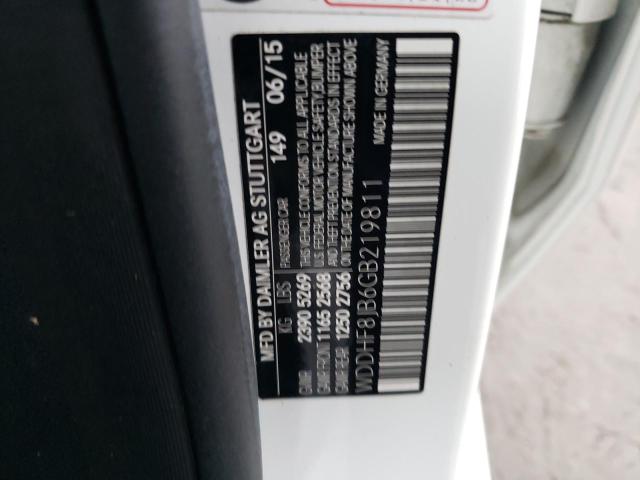 MFD BY DAIMLER AG STUTTGART
PASSENGER CAR 149 06/15
KG LBS THIS VEHICLE CONFORMS TO ALL APPLICABLE
GVWR 2390 5269 U.S FEDERAL MOTOR VEHICLE SAFETY, BUMPER
GAWR FRONT 1165 2568 AND THEFT PREVENTION STANDARDS IN EFFECT
GAWR REAR 1250 2756 ON THE DATE OF MANUFACTURE SHOWN ABOVE
WDDHF8JB6GB219811 MADE IN GERMANY